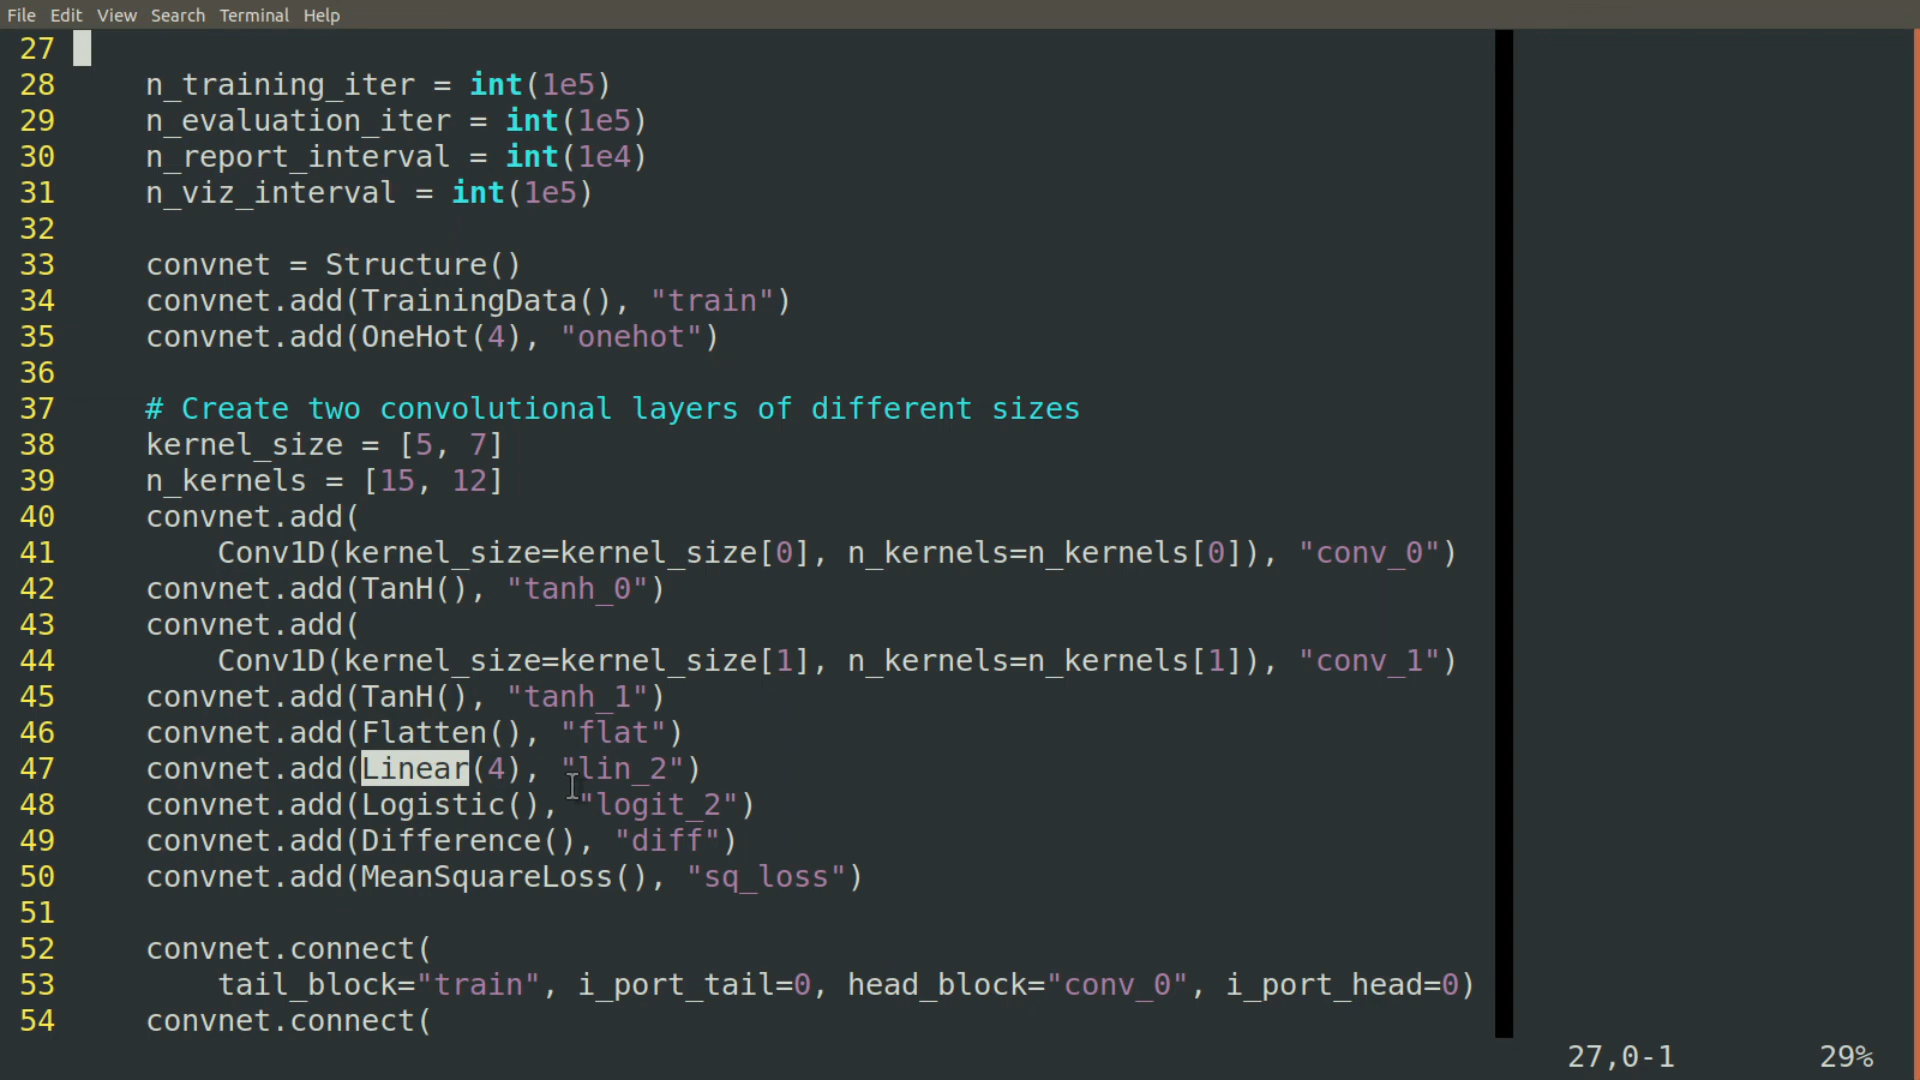 File Edit View Search Terminal Help
27
28     n_training_iter = int(1e5)
29     n_evaluation_iter = int(1e5)
30     n_report_interval = int(1e4)
31     n_viz_interval = int(1e5)
32
33     convnet = Structure()
34     convnet.add(TrainingData(), "train")
35     convnet.add(OneHot(4), "onehot")
36
37     # Create two convolutional layers of different sizes
38     kernel_size = [5, 7]
39     n_kernels = [15, 12]
40     convnet.add(
41         Conv1D(kernel_size=kernel_size[0], n_kernels=n_kernels[0]), "conv_0")
42     convnet.add(TanH(), "tanh_0")
43     convnet.add(
44         Conv1D(kernel_size=kernel_size[1], n_kernels=n_kernels[1]), "conv_1")
45     convnet.add(TanH(), "tanh_1")
46     convnet.add(Flatten(), "flat")
47     convnet.add(Linear(4), "lin_2")
48     convnet.add(Logistic(), "logit_2")
49     convnet.add(Difference(), "diff")
50     convnet.add(MeanSquareLoss(), "sq_loss")
51
52     convnet.connect(
53         tail_block="train", i_port_tail=0, head_block="conv_0", i_port_head=0)
54     convnet.connect(
27,0-1 29%